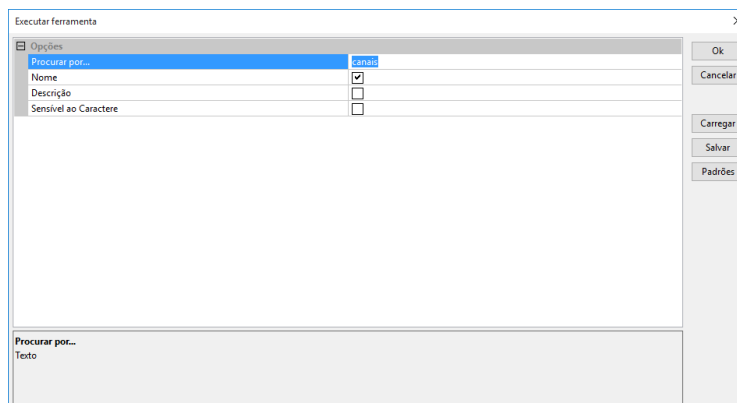 Executar ferramenta
Opções
Procurar por... canais
Nome
Descrição
Sensível ao Caractere
Ok
Cancelar
Carregar
Salvar
Padrões
Procurar por...
Texto